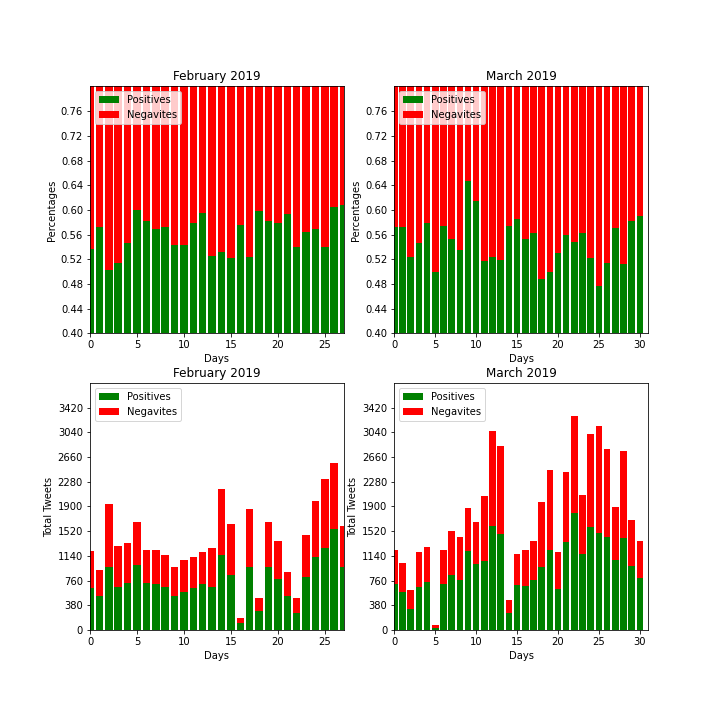 February 2019
March 2019
Positives
Negavites
Positives
Negavites
Percentages
0.76
0.72
0.68
0.64
0.60
0.56
0.52
0.48
0.44
0.40
Percentages
0.76
0.72
0.68
0.64
0.60
0.56
0.52
0.48
0.44
0.40
0 5 10 15 20 25
0 5 10 15 20 25 30
Days
Days
February 2019
March 2019
Positives
Negavites
Positives
Negavites
Total Tweets
3420
3040
2660
2280
1900
1520
1140
760
380
0
Total Tweets
3420
3040
2660
2280
1900
1520
1140
760
380
0
0 5 10 15 20 25
0 5 10 15 20 25 30
Days
Days